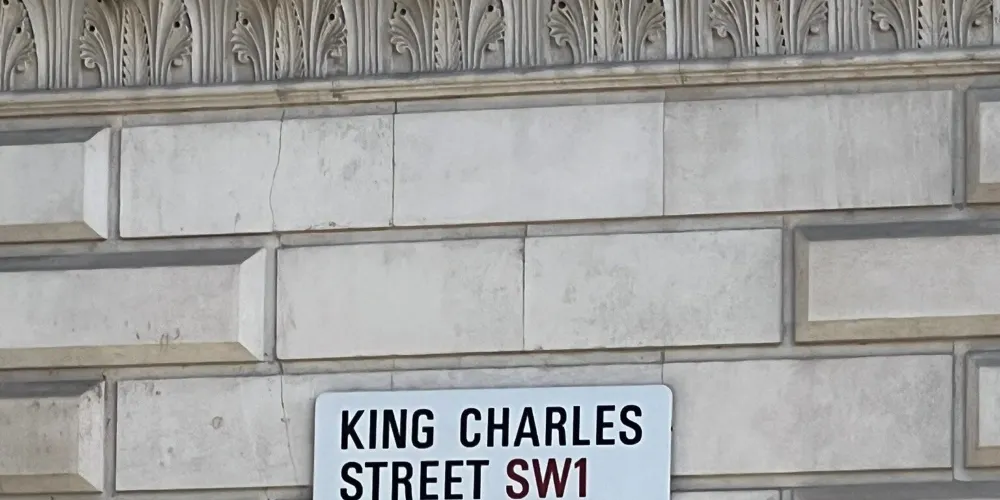 KING CHARLES
STREET SW1